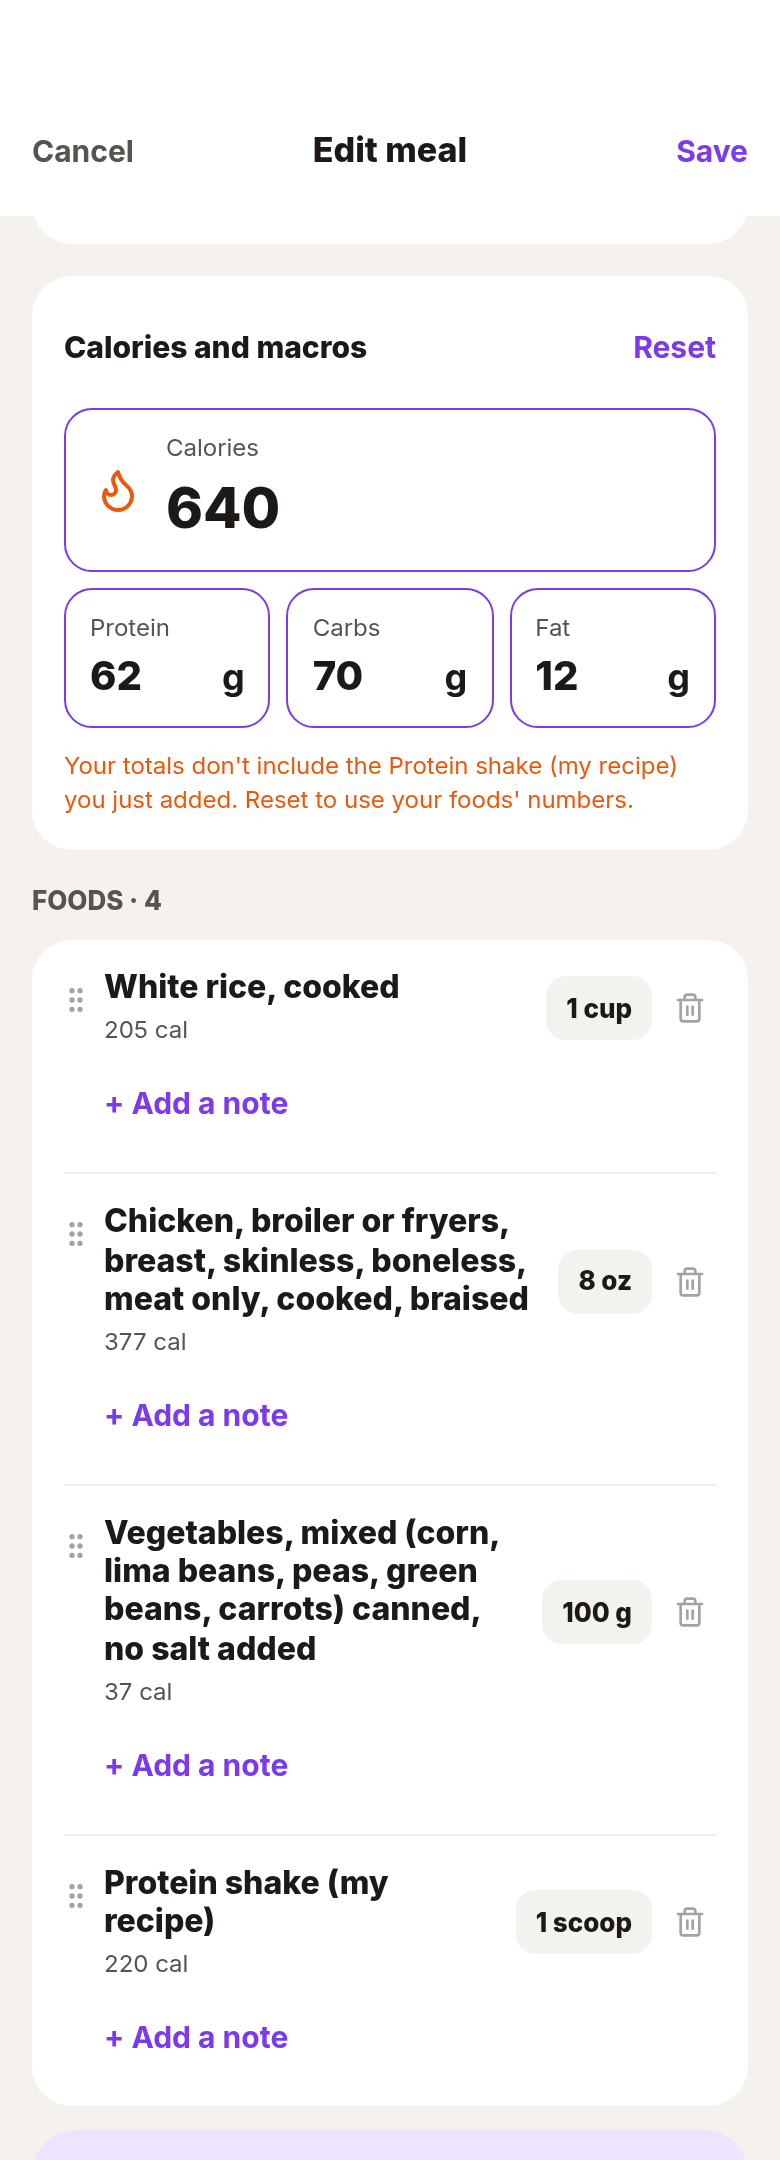 Cancel
Edit meal
Save
Calories and macros
Reset
Calories
640
Protein
62 g
Carbs
70 g
Fat
12 g
Your totals don't include the Protein shake (my recipe)
you just added. Reset to use your foods' numbers.
FOODS · 4
White rice, cooked
205 cal
1 cup
+ Add a note
Chicken, broiler or fryers,
breast, skinless, boneless,
meat only, cooked, braised
377 cal
8 oz
+ Add a note
Vegetables, mixed (corn,
lima beans, peas, green
beans, carrots) canned,
no salt added
37 cal
100 g
+ Add a note
Protein shake (my
recipe)
220 cal
1 scoop
+ Add a note